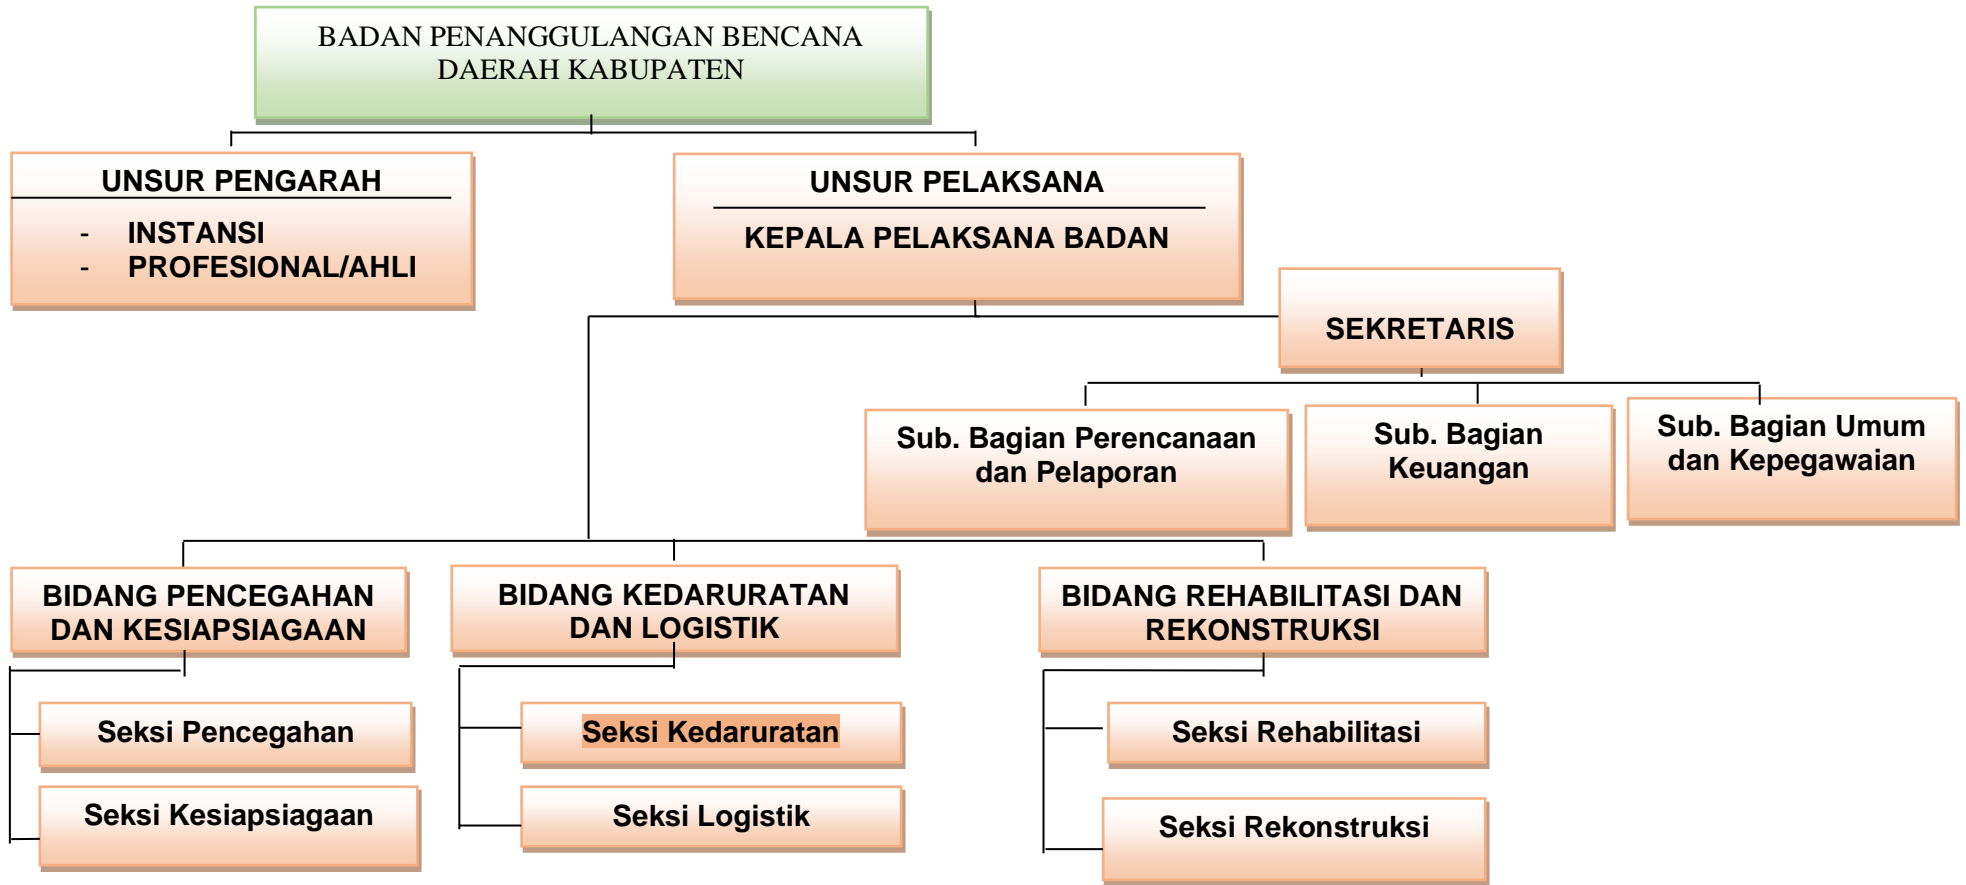 BADAN PENANGGULANGAN BENCANA
DAERAH KABUPATEN
UNSUR PENGARAH
- INSTANSI
- PROFESIONAL/AHLI
UNSUR PELAKSANA
KEPALA PELAKSANA BADAN
SEKRETARIS
Sub. Bagian Perencanaan
dan Pelaporan
Sub. Bagian
Keuangan
Sub. Bagian Umum
dan Kepegawaian
BIDANG PENCEGAHAN
DAN KESIAPSIAGAAN
Seksi Pencegahan
Seksi Kesiapsiagaan
BIDANG KEDARURATAN
DAN LOGISTIK
Seksi Kedaruratan
Seksi Logistik
BIDANG REHABILITASI DAN
REKONSTRUKSI
Seksi Rehabilitasi
Seksi Rekonstruksi